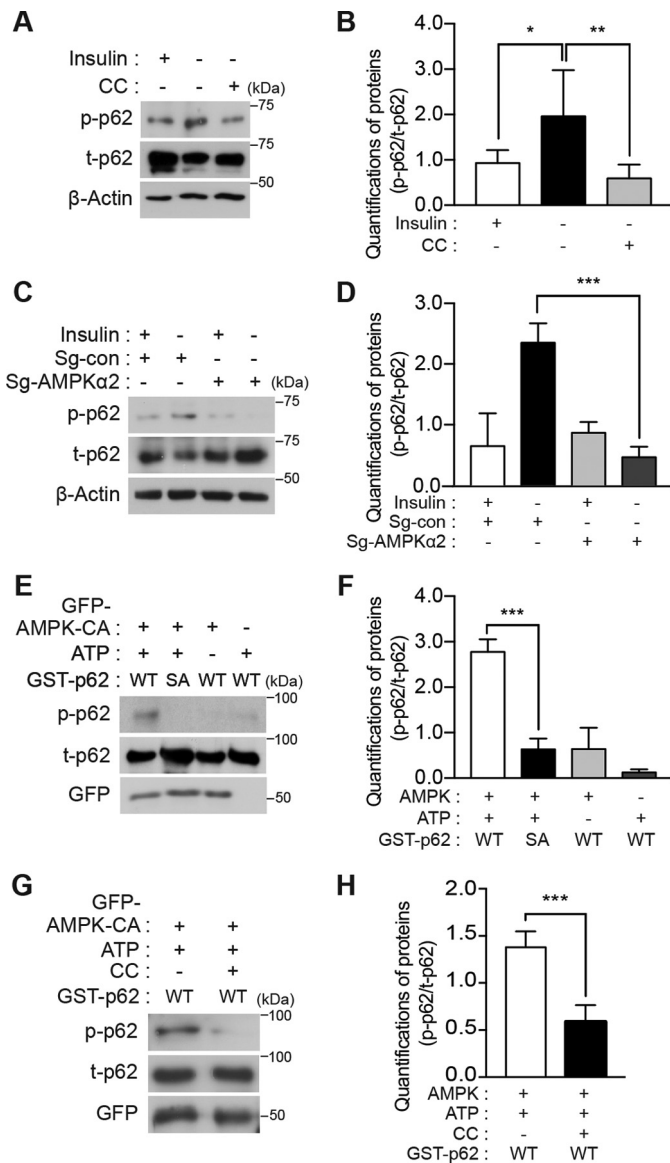 A
Insulin : + - -
CC : - - + (kDa)
p-p62
–75
t-p62
–75
β-Actin
–50
B
Quantifications of proteins
(p-p62/t-p62)
* **
4.0
3.0
2.0
1.0
0.0
Insulin : + - -
CC : - - +
C
Insulin : + - + -
Sg-con : + + - -
Sg-AMPKα2 : - - + + (kDa)
p-p62
–75
t-p62
–75
β-Actin
–50
D
Quantifications of proteins
(p-p62/t-p62)
***
3.0
2.0
1.0
0.0
Insulin : + - + -
Sg-con : + + - -
Sg-AMPKα2 : - - + +
E
GFP-
AMPK-CA : + + + -
ATP : + + - +
GST-p62 : WT SA WT WT (kDa)
p-p62
–100
t-p62
–100
GFP
–50
F
Quantifications of proteins
(p-p62/t-p62)
***
4.0
3.0
2.0
1.0
0.0
AMPK : + + + -
ATP : + + - +
GST-p62 : WT SA WT WT
G
GFP-
AMPK-CA : + +
ATP : + +
CC : - +
GST-p62 : WT WT (kDa)
p-p62
–100
t-p62
–100
GFP
–50
H
Quantifications of proteins
(p-p62/t-p62)
***
2.0
1.5
1.0
0.5
0.0
AMPK : + +
ATP : + +
CC : - +
GST-p62 : WT WT